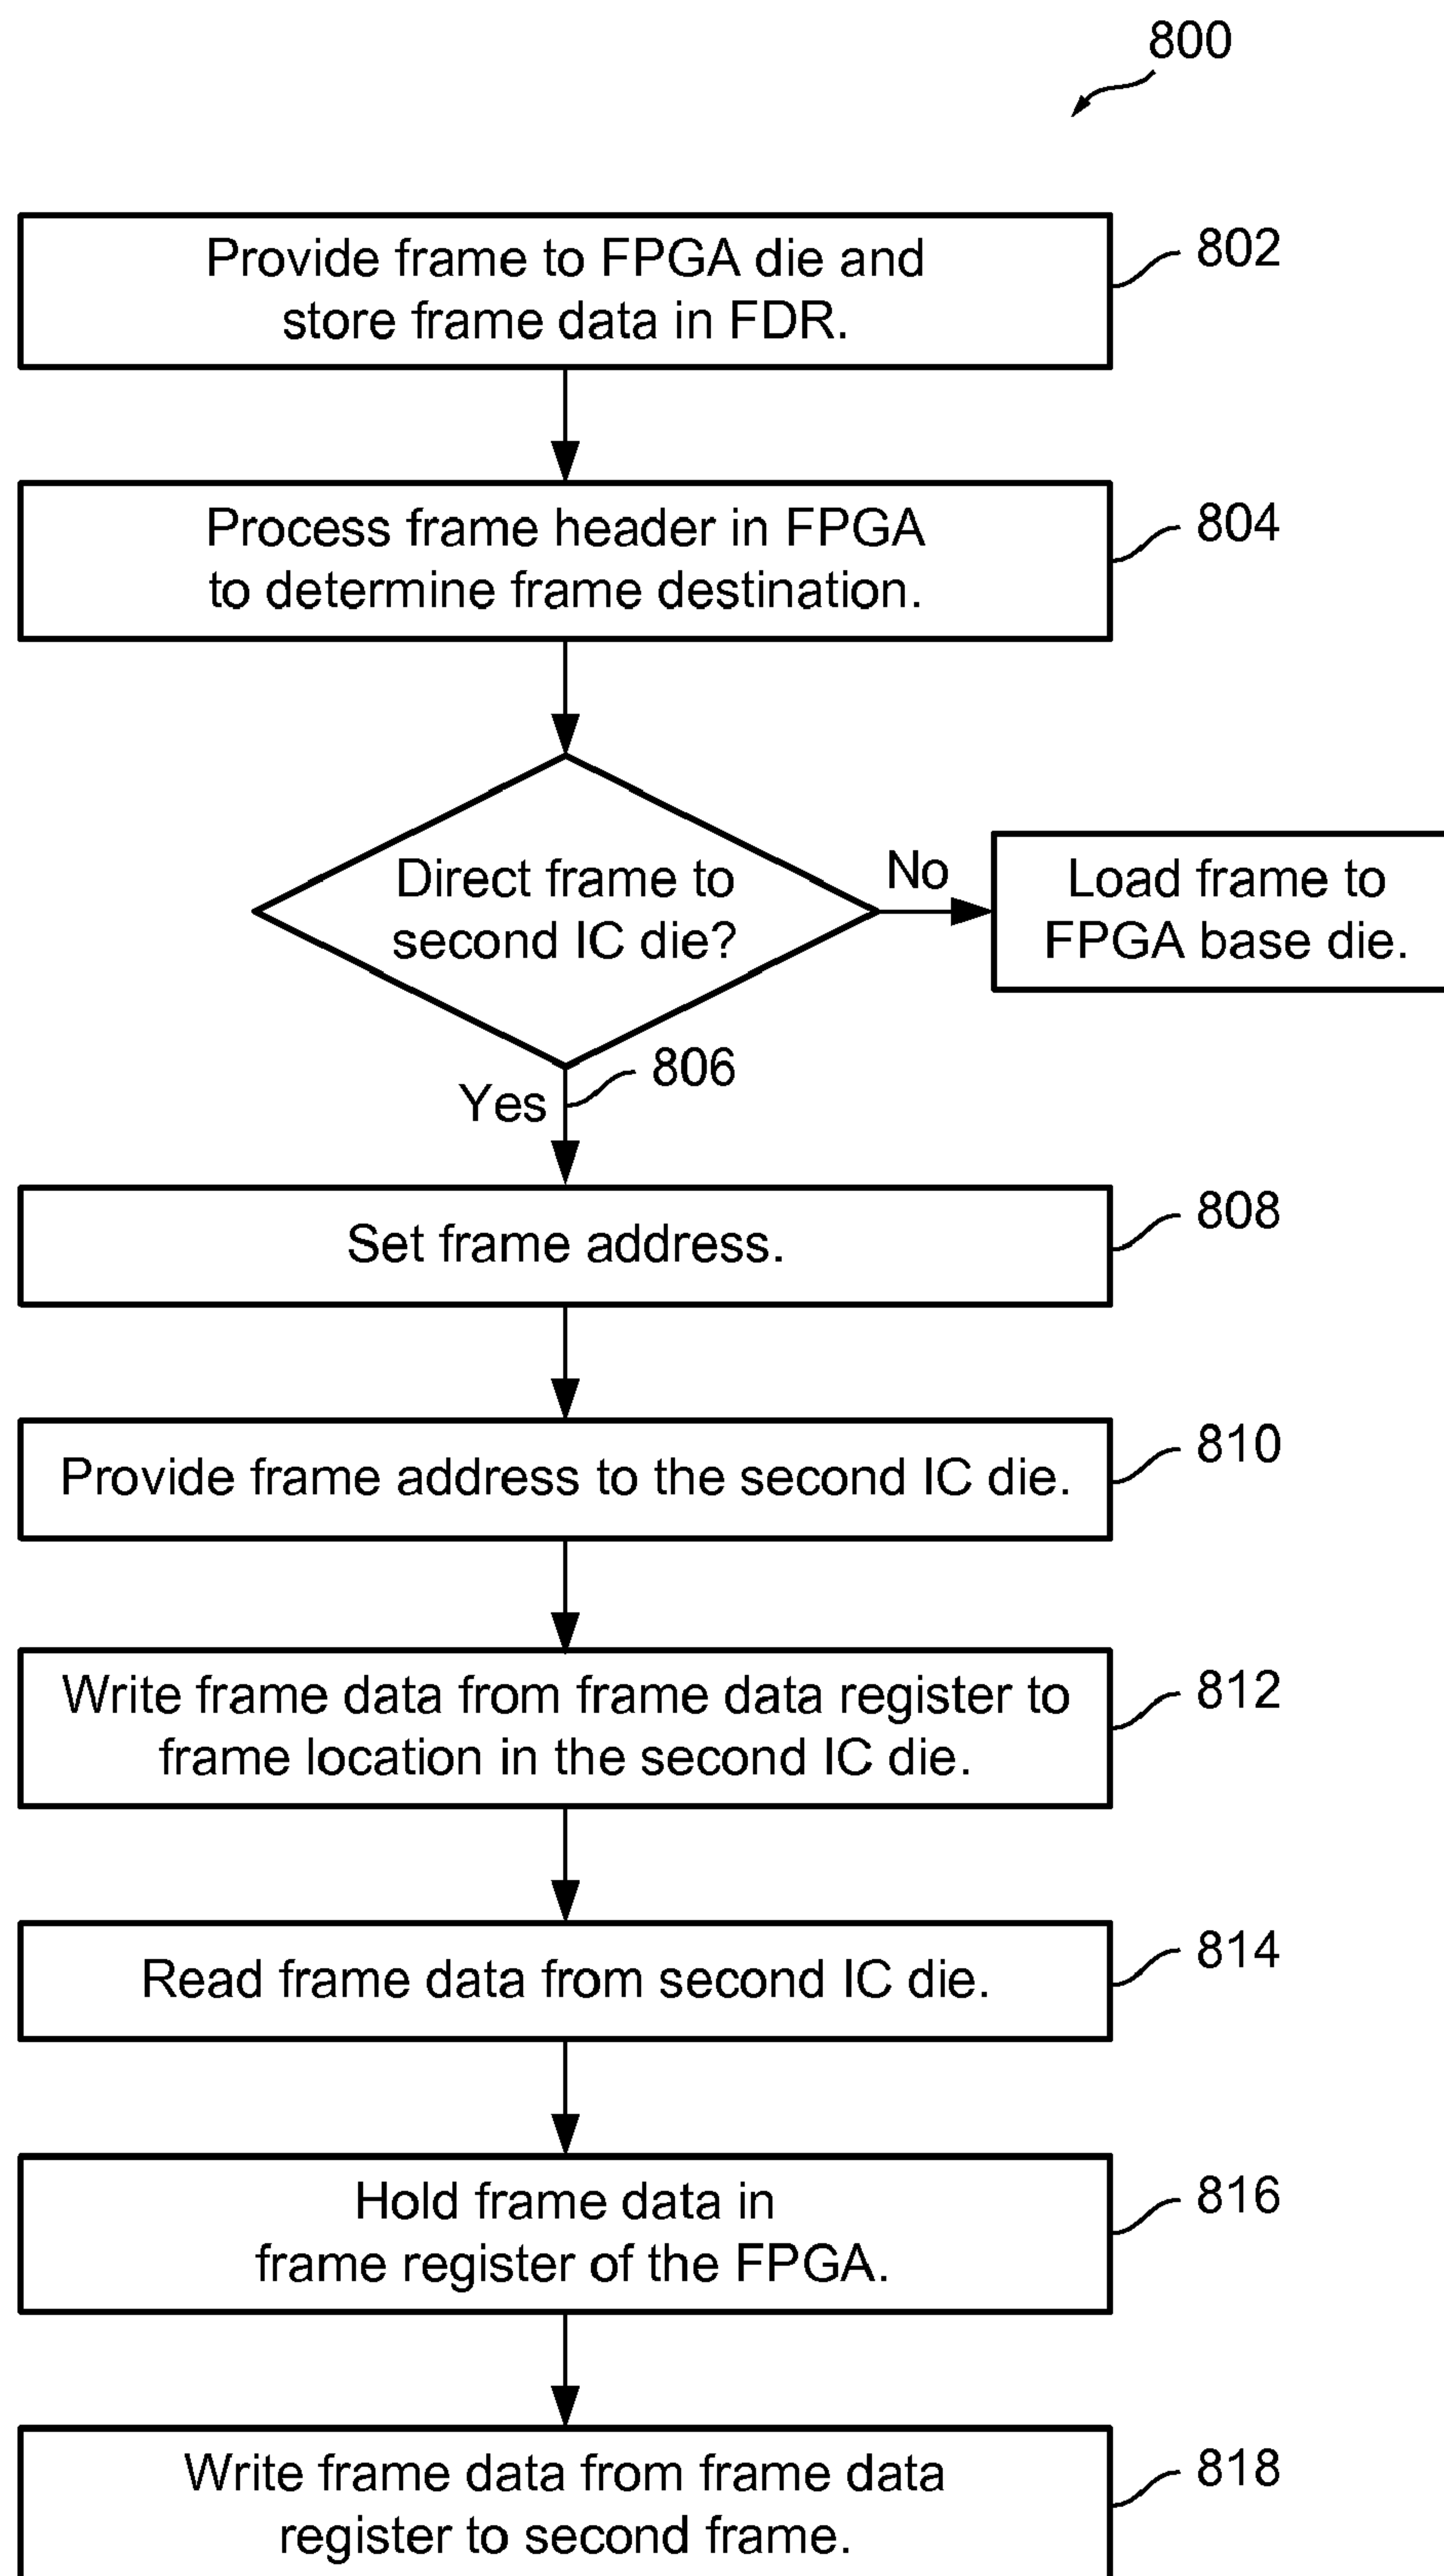 800
Provide frame to FPGA die and
store frame data in FDR.
802
Process frame header in FPGA
to determine frame destination.
804
Direct frame to
second IC die?
No
Load frame to
FPGA base die.
806
Yes
Set frame address.
808
Provide frame address to the second IC die.
810
Write frame data from frame data register to
frame location in the second IC die.
812
Read frame data from second IC die.
814
Hold frame data in
frame register of the FPGA.
816
Write frame data from frame data
register to second frame.
818